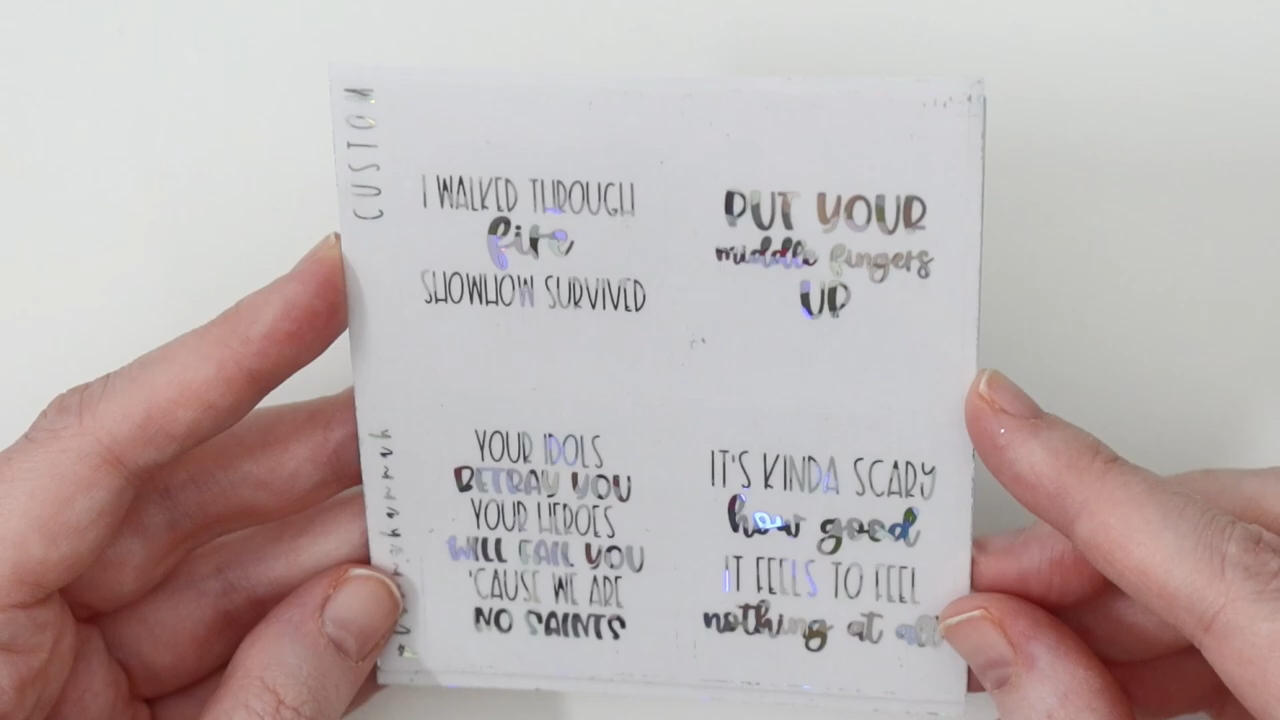 CUSTOM
I WALKED THROUGH
fire
SHOWHOW SURVIVED
PUT YOUR
middle fingers
UP
YOUR IDOLS
BETRAY YOU
YOUR HEROES
WILL FAIL YOU
'CAUSE WE ARE
NO SAINTS
IT'S KINDA SCARY
how good
IT FEELS TO FEEL
nothing at all